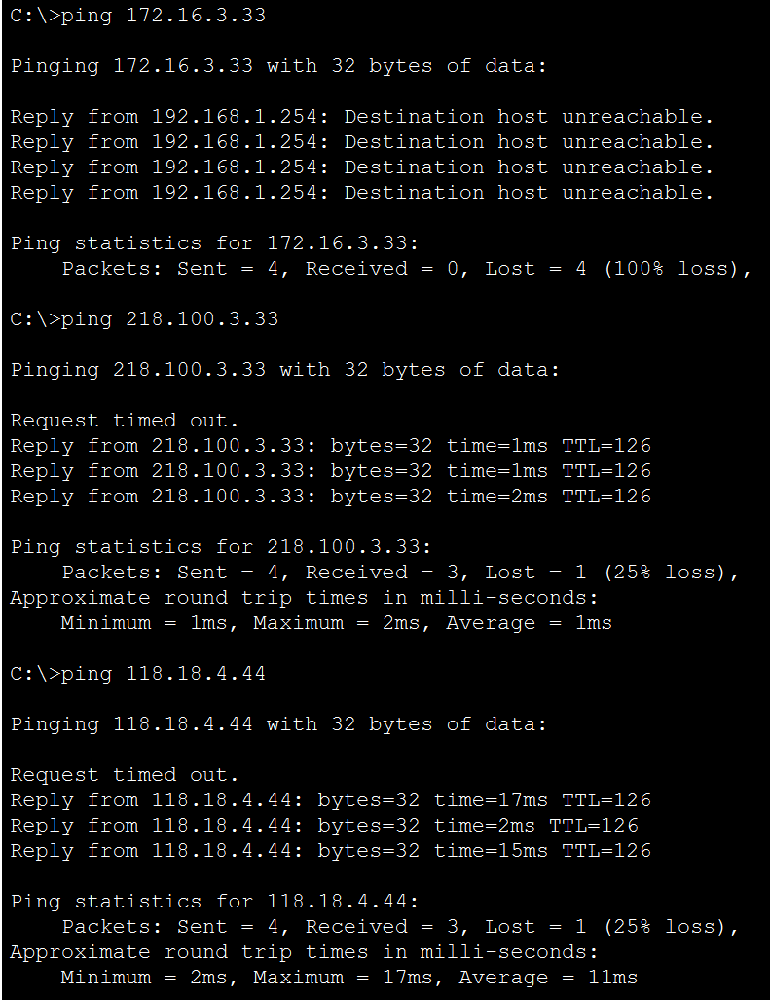 C:\>ping 172.16.3.33
Pinging 172.16.3.33 with 32 bytes of data:
Reply from 192.168.1.254: Destination host unreachable.
Reply from 192.168.1.254: Destination host unreachable.
Reply from 192.168.1.254: Destination host unreachable.
Reply from 192.168.1.254: Destination host unreachable.
Ping statistics for 172.16.3.33:
    Packets: Sent = 4, Received = 0, Lost = 4 (100% loss),
C:\>ping 218.100.3.33
Pinging 218.100.3.33 with 32 bytes of data:
Request timed out.
Reply from 218.100.3.33: bytes=32 time=1ms TTL=126
Reply from 218.100.3.33: bytes=32 time=1ms TTL=126
Reply from 218.100.3.33: bytes=32 time=2ms TTL=126
Ping statistics for 218.100.3.33:
    Packets: Sent = 4, Received = 3, Lost = 1 (25% loss),
Approximate round trip times in milli-seconds:
    Minimum = 1ms, Maximum = 2ms, Average = 1ms
C:\>ping 118.18.4.44
Pinging 118.18.4.44 with 32 bytes of data:
Request timed out.
Reply from 118.18.4.44: bytes=32 time=17ms TTL=126
Reply from 118.18.4.44: bytes=32 time=2ms TTL=126
Reply from 118.18.4.44: bytes=32 time=15ms TTL=126
Ping statistics for 118.18.4.44:
    Packets: Sent = 4, Received = 3, Lost = 1 (25% loss),
Approximate round trip times in milli-seconds:
    Minimum = 2ms, Maximum = 17ms, Average = 11ms